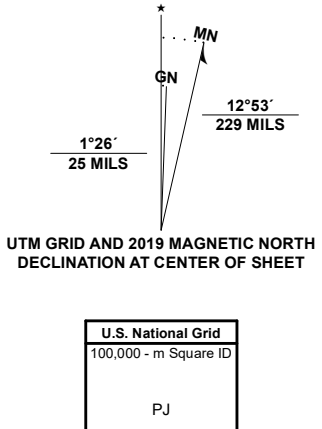 ★
MN
GN
12°53´
229 MILS
1°26´
25 MILS
UTM GRID AND 2019 MAGNETIC NORTH
DECLINATION AT CENTER OF SHEET
U.S. National Grid
100,000 - m Square ID
PJ